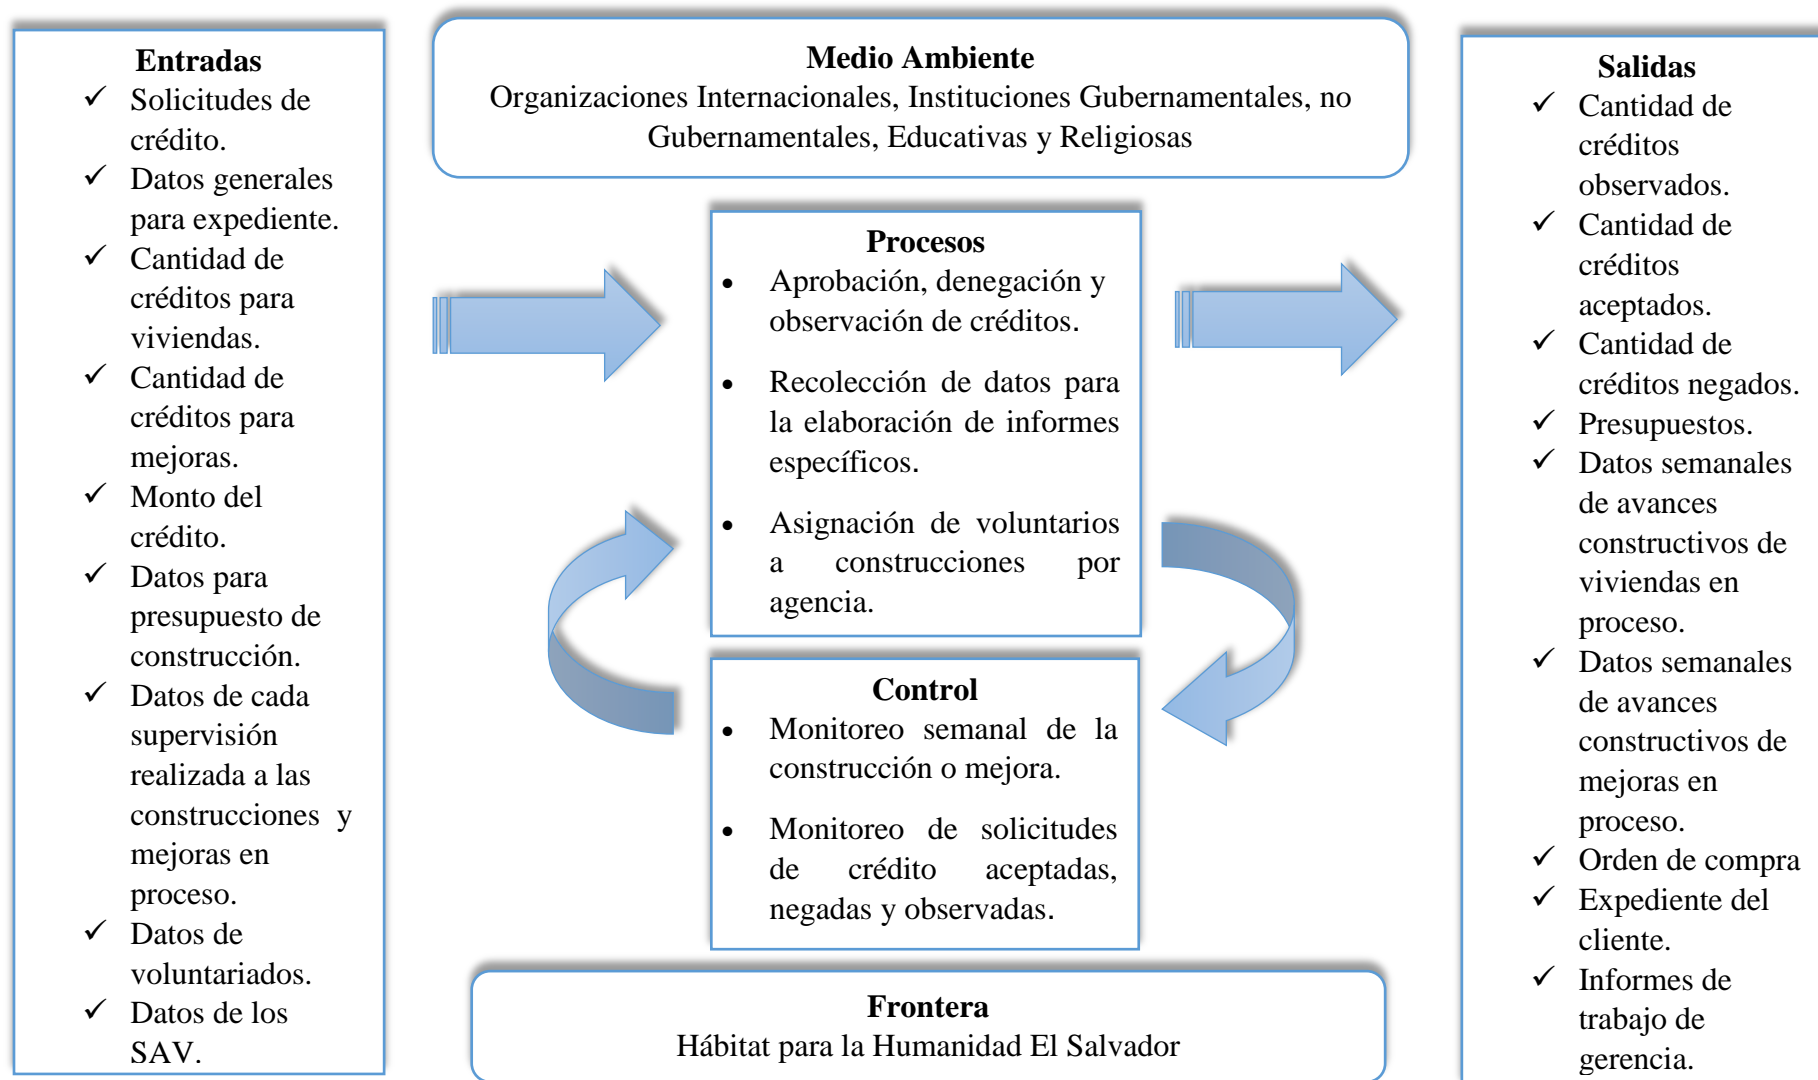 Entradas
✓ Solicitudes de
crédito.
✓ Datos generales
para expediente.
✓ Cantidad de
créditos para
viviendas.
✓ Cantidad de
créditos para
mejoras.
✓ Monto del
crédito.
✓ Datos para
presupuesto de
construcción.
✓ Datos de cada
supervisión
realizada a las
construcciones y
mejoras en
proceso.
✓ Datos de
voluntariados.
✓ Datos de los
SAV.
Medio Ambiente
Organizaciones Internacionales, Instituciones Gubernamentales, no
Gubernamentales, Educativas y Religiosas
Procesos
• Aprobación, denegación y
observación de créditos.
• Recolección de datos para
la elaboración de informes
específicos.
• Asignación de voluntarios
a construcciones por
agencia.
Control
• Monitoreo semanal de la
construcción o mejora.
• Monitoreo de solicitudes
de crédito aceptadas,
negadas y observadas.
Frontera
Hábitat para la Humanidad El Salvador
Salidas
✓ Cantidad de
créditos
observados.
✓ Cantidad de
créditos
aceptados.
✓ Cantidad de
créditos negados.
✓ Presupuestos.
✓ Datos semanales
de avances
constructivos de
viviendas en
proceso.
✓ Datos semanales
de avances
constructivos de
mejoras en
proceso.
✓ Orden de compra
✓ Expediente del
cliente.
✓ Informes de
trabajo de
gerencia.